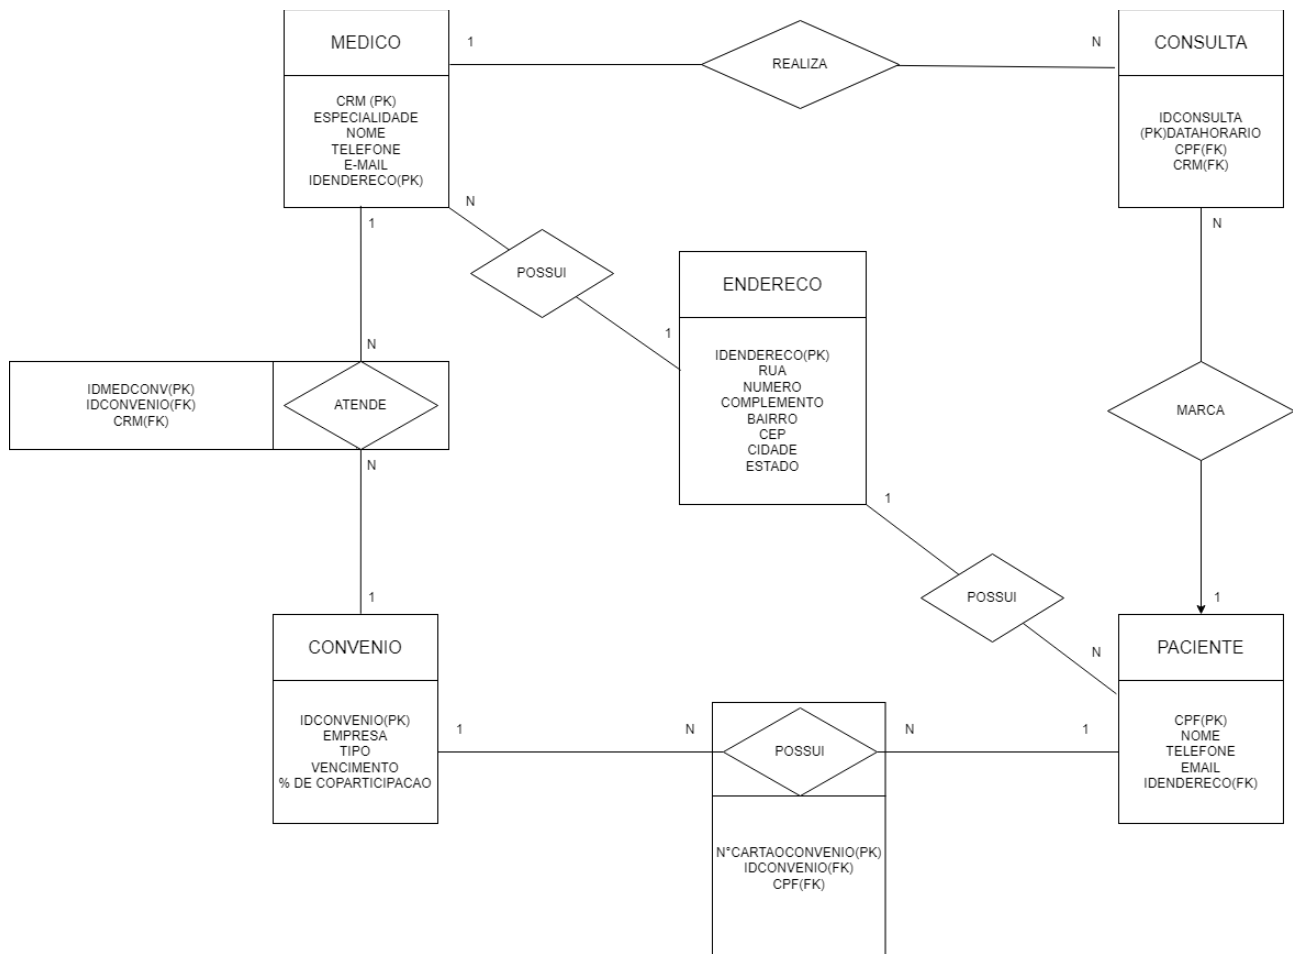 MEDICO
1
REALIZA
N
CONSULTA
CRM (PK)
ESPECIALIDADE
NOME
TELEFONE
E-MAIL
IDENDERECO(PK)
IDCONSULTA
(PK)DATAHORARIO
CPF(FK)
CRM(FK)
N
1
N
POSSUI
ENDERECO
1
IDENDERECO(PK)
RUA
NUMERO
COMPLEMENTO
BAIRRO
CEP
CIDADE
ESTADO
N
IDMEDCONV(PK)
IDCONVENIO(FK)
CRM(FK)
ATENDE
MARCA
N
1
POSSUI
1
1
N
CONVENIO
PACIENTE
IDCONVENIO(PK)
EMPRESA
TIPO
VENCIMENTO
% DE COPARTICIPACAO
1
N
POSSUI
N
1
CPF(PK)
NOME
TELEFONE
EMAIL
IDENDERECO(FK)
N°CARTAOCONVENIO(PK)
IDCONVENIO(FK)
CPF(FK)